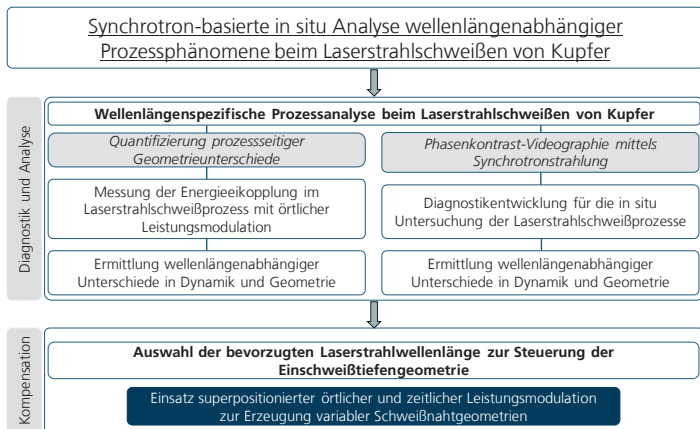 Synchrotron-basierte in situ Analyse wellenlängenabhängiger
Prozessphänomene beim Laserstrahlschweißen von Kupfer
Diagnostik und Analyse
Wellenlängenspezifische Prozessanalyse beim Laserstrahlschweißen von Kupfer
Quantifizierung prozessseitiger
Geometrieunterschiede
Messung der Energieeikopplung im
Laserstrahlschweißprozess mit örtlicher
Leistungsmodulation
Ermittlung wellenlängenabhängiger
Unterschiede in Dynamik und Geometrie
Phasenkontrast-Videographie mittels
Synchrotronstrahlung
Diagnostikentwicklung für die in situ
Untersuchung der Laserstrahlschweißprozesse
Ermittlung wellenlängenabhängiger
Unterschiede in Dynamik und Geometrie
Kompensation
Auswahl der bevorzugten Laserstrahlwellenlänge zur Steuerung der
Einschweißtiefengeometrie
Einsatz superpositionierter örtlicher und zeitlicher Leistungsmodulation
zur Erzeugung variabler Schweißnahtgeometrien